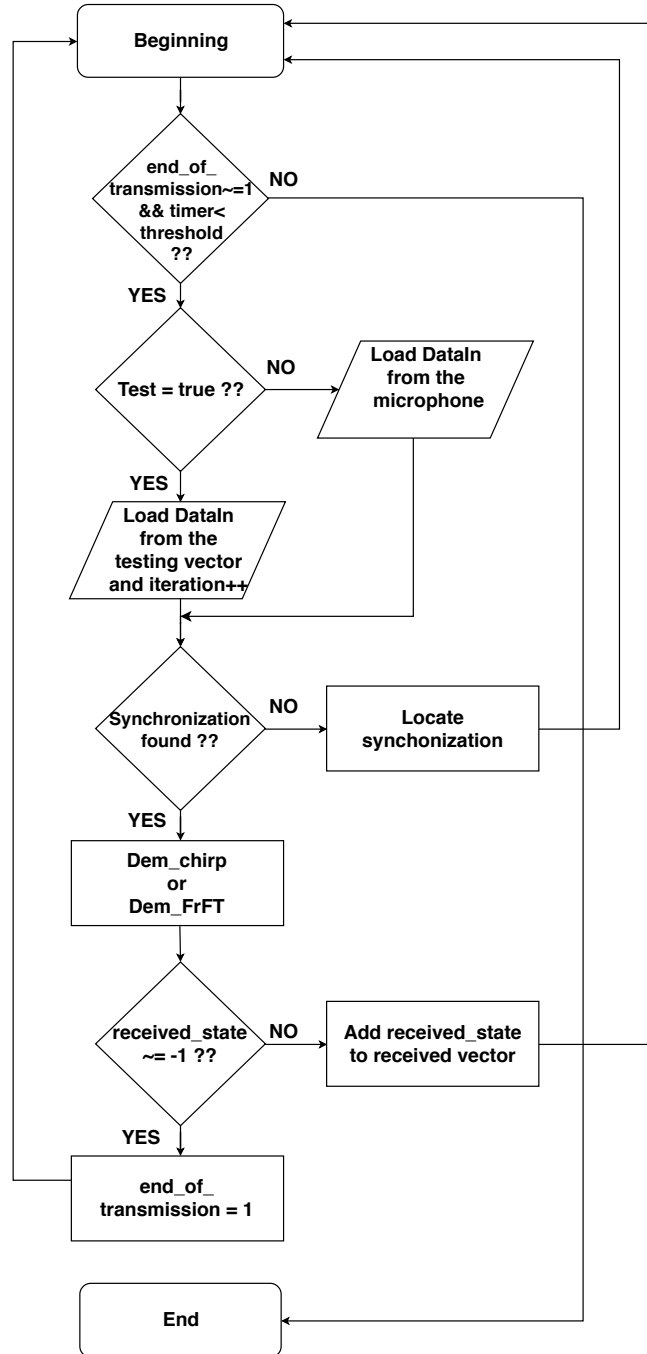 Beginning
end_of_
transmission~=1
&& timer<
threshold
??
NO
YES
Test = true ??
NO
Load DataIn
from the
microphone
YES
Load DataIn
from the
testing vector
and iteration++
Synchronization
found ??
NO
Locate
synchonization
YES
Dem_chirp
or
Dem_FrFT
received_state
~= -1 ??
NO
Add received_state
to received vector
YES
end_of_
transmission = 1
End